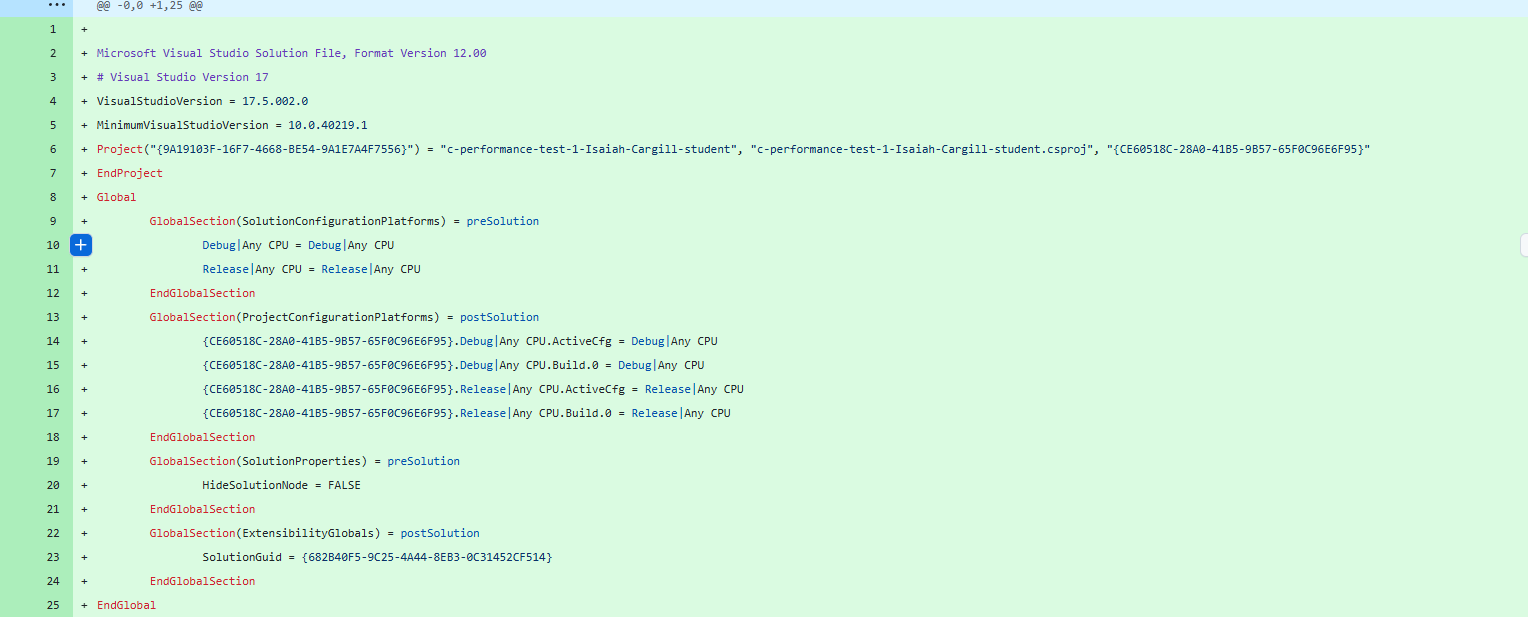 ... @@ -0,0 +1,25 @@
1 +
2 + Microsoft Visual Studio Solution File, Format Version 12.00
3 + # Visual Studio Version 17
4 + VisualStudioVersion = 17.5.002.0
5 + MinimumVisualStudioVersion = 10.0.40219.1
6 + Project("{9A19103F-16F7-4668-BE54-9A1E7A4F7556}") = "c-performance-test-1-Isaiah-Cargill-student", "c-performance-test-1-Isaiah-Cargill-student.csproj", "{CE60518C-28A0-41B5-9B57-65F0C96E6F95}"
7 + EndProject
8 + Global
9 + GlobalSection(SolutionConfigurationPlatforms) = preSolution
10 + Debug|Any CPU = Debug|Any CPU
11 + Release|Any CPU = Release|Any CPU
12 + EndGlobalSection
13 + GlobalSection(ProjectConfigurationPlatforms) = postSolution
14 + {CE60518C-28A0-41B5-9B57-65F0C96E6F95}.Debug|Any CPU.ActiveCfg = Debug|Any CPU
15 + {CE60518C-28A0-41B5-9B57-65F0C96E6F95}.Debug|Any CPU.Build.0 = Debug|Any CPU
16 + {CE60518C-28A0-41B5-9B57-65F0C96E6F95}.Release|Any CPU.ActiveCfg = Release|Any CPU
17 + {CE60518C-28A0-41B5-9B57-65F0C96E6F95}.Release|Any CPU.Build.0 = Release|Any CPU
18 + EndGlobalSection
19 + GlobalSection(SolutionProperties) = preSolution
20 + HideSolutionNode = FALSE
21 + EndGlobalSection
22 + GlobalSection(ExtensibilityGlobals) = postSolution
23 + SolutionGuid = {682B40F5-9C25-4A44-8EB3-0C31452CF514}
24 + EndGlobalSection
25 + EndGlobal